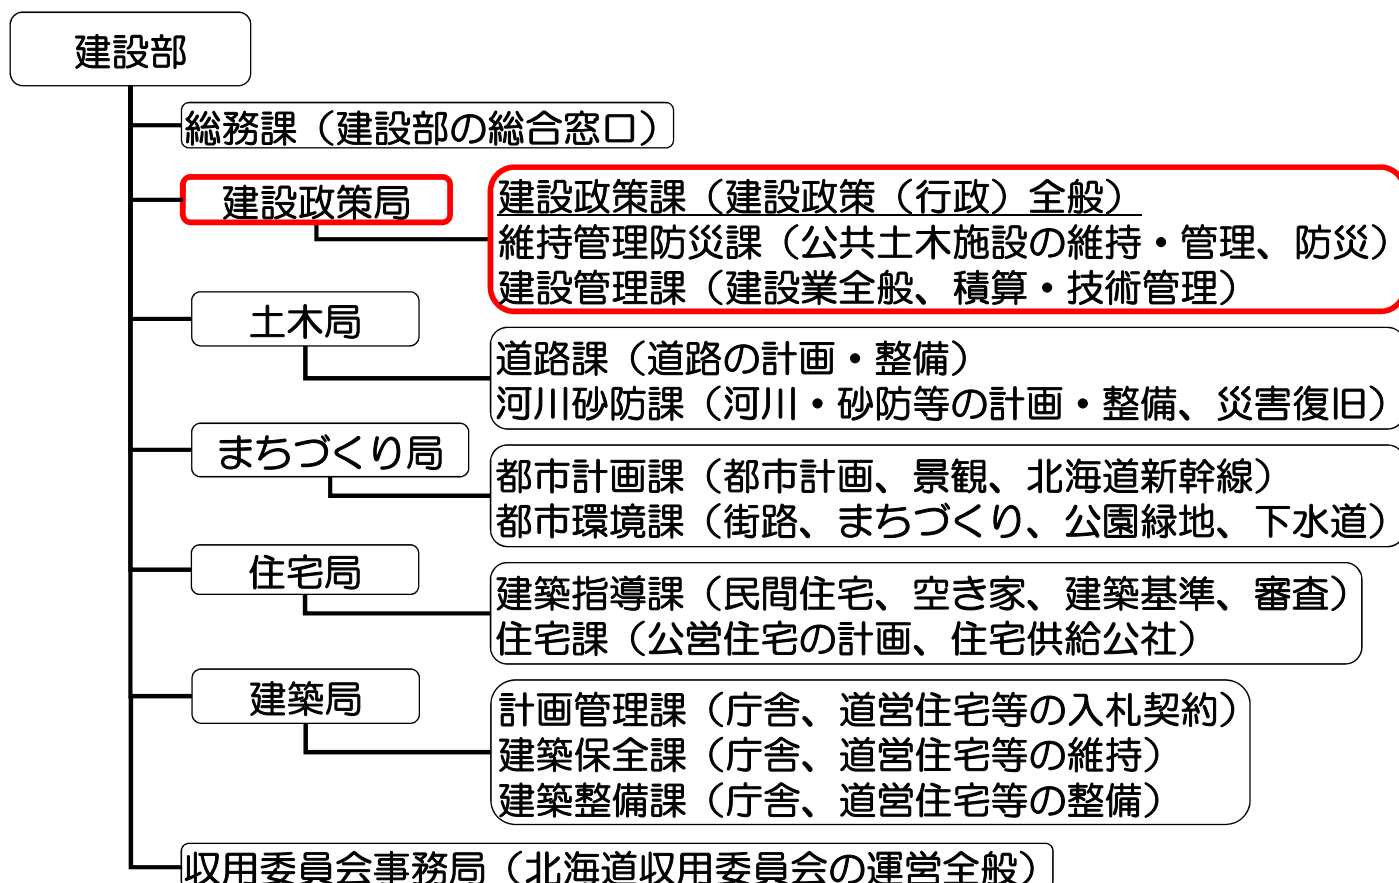 建設部
総務課（建設部の総合窓口）
建設政策局
建設政策課（建設政策（行政）全般）
維持管理防災課（公共土木施設の維持・管理、防災）
建設管理課（建設業全般、積算・技術管理）
土木局
道路課（道路の計画・整備）
河川砂防課（河川・砂防等の計画・整備、災害復旧）
まちづくり局
都市計画課（都市計画、景観、北海道新幹線）
都市環境課（街路、まちづくり、公園緑地、下水道）
住宅局
建築指導課（民間住宅、空き家、建築基準、審査）
住宅課（公営住宅の計画、住宅供給公社）
建築局
計画管理課（庁舎、道営住宅等の入札契約）
建築保全課（庁舎、道営住宅等の維持）
建築整備課（庁舎、道営住宅等の整備）
収用委員会事務局（北海道収用委員会の運営全般）